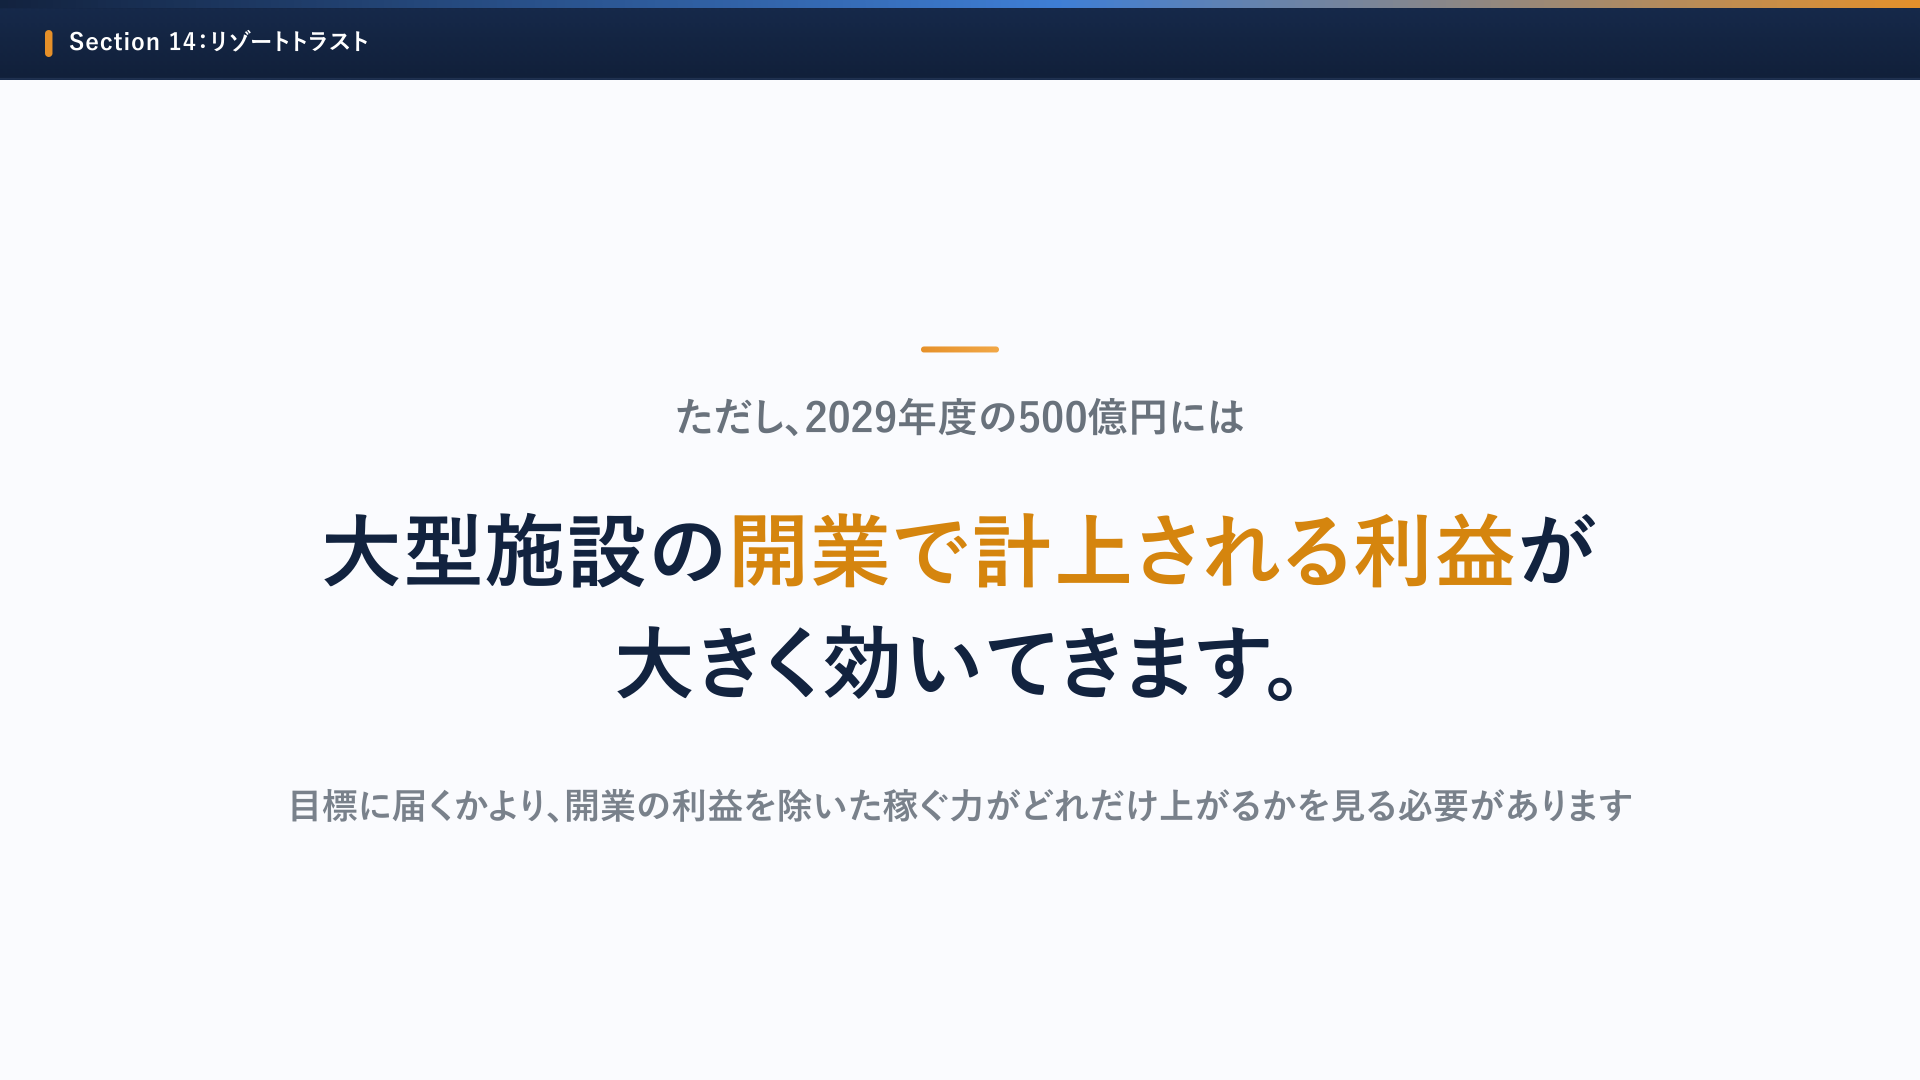 Section 14：リゾートトラスト
ただし、2029年度の500億円には
大型施設の開業で計上される利益が
大きく効いてきます。
目標に届くかより、開業の利益を除いた稼ぐ力がどれだけ上がるかを見る必要があります